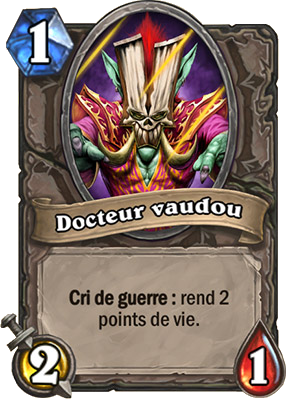 1
Docteur vaudou
Cri de guerre : rend 2
points de vie.
2
1